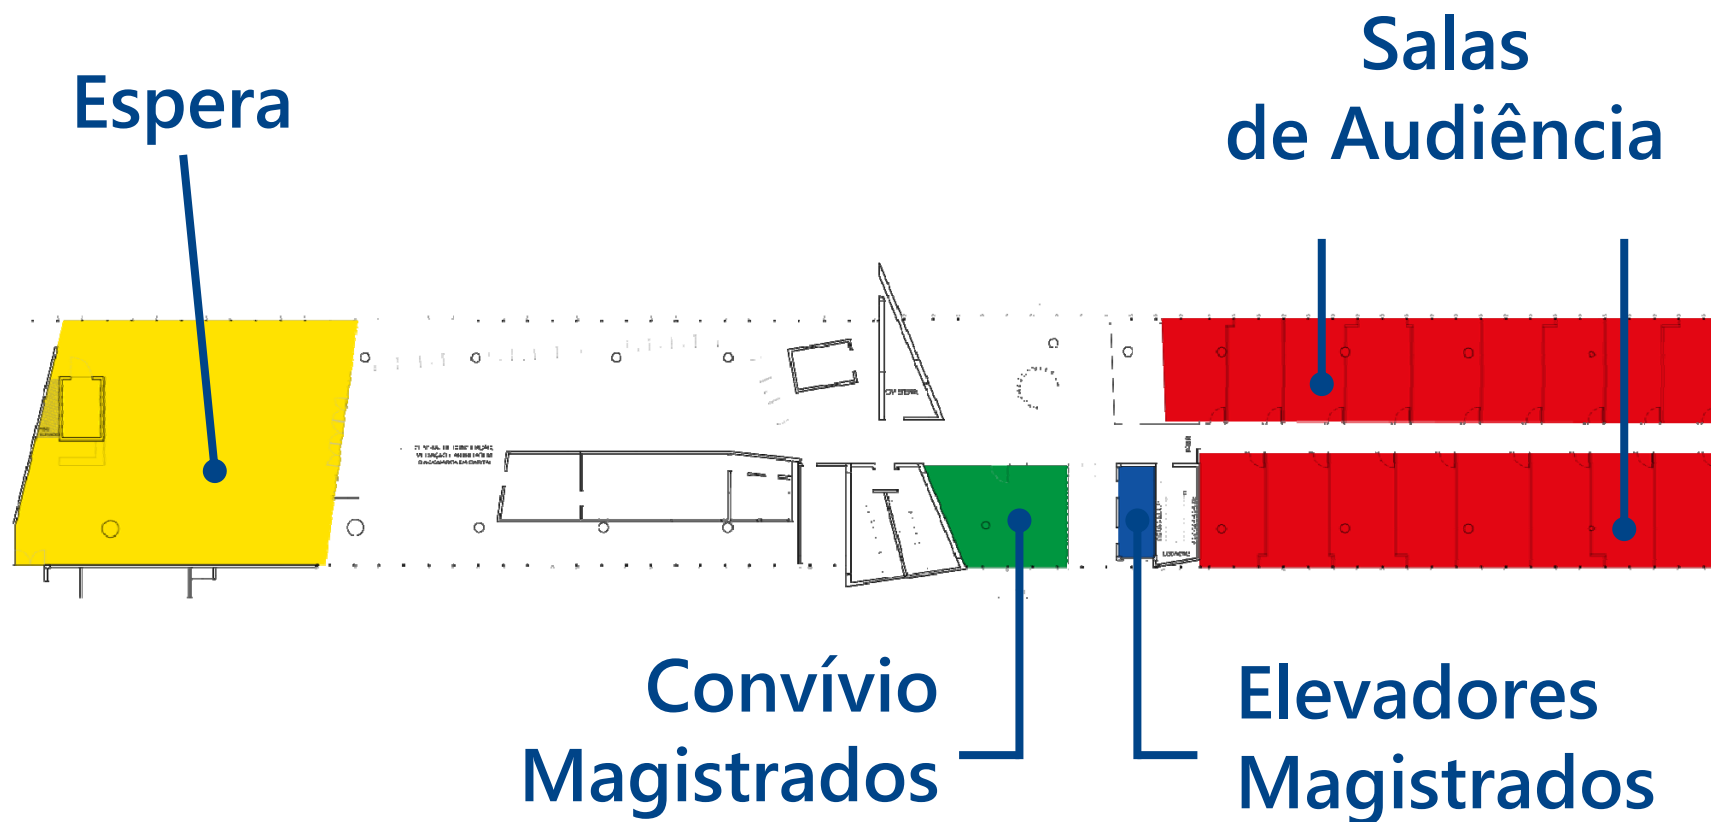 Salas
de Audiência
Espera
Convívio
Magistrados
Elevadores
Magistrados